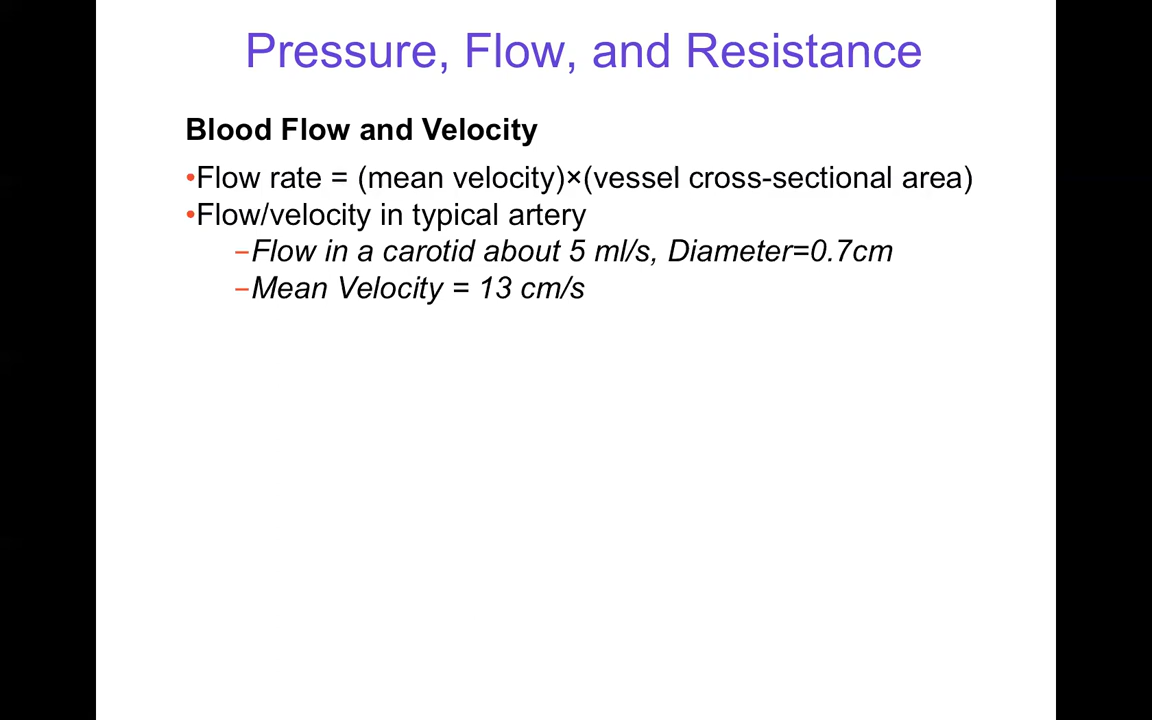 Pressure, Flow, and Resistance
Blood Flow and Velocity
•Flow rate = (mean velocity)×(vessel cross-sectional area)
•Flow/velocity in typical artery
–Flow in a carotid about 5 ml/s, Diameter=0.7cm
–Mean Velocity = 13 cm/s